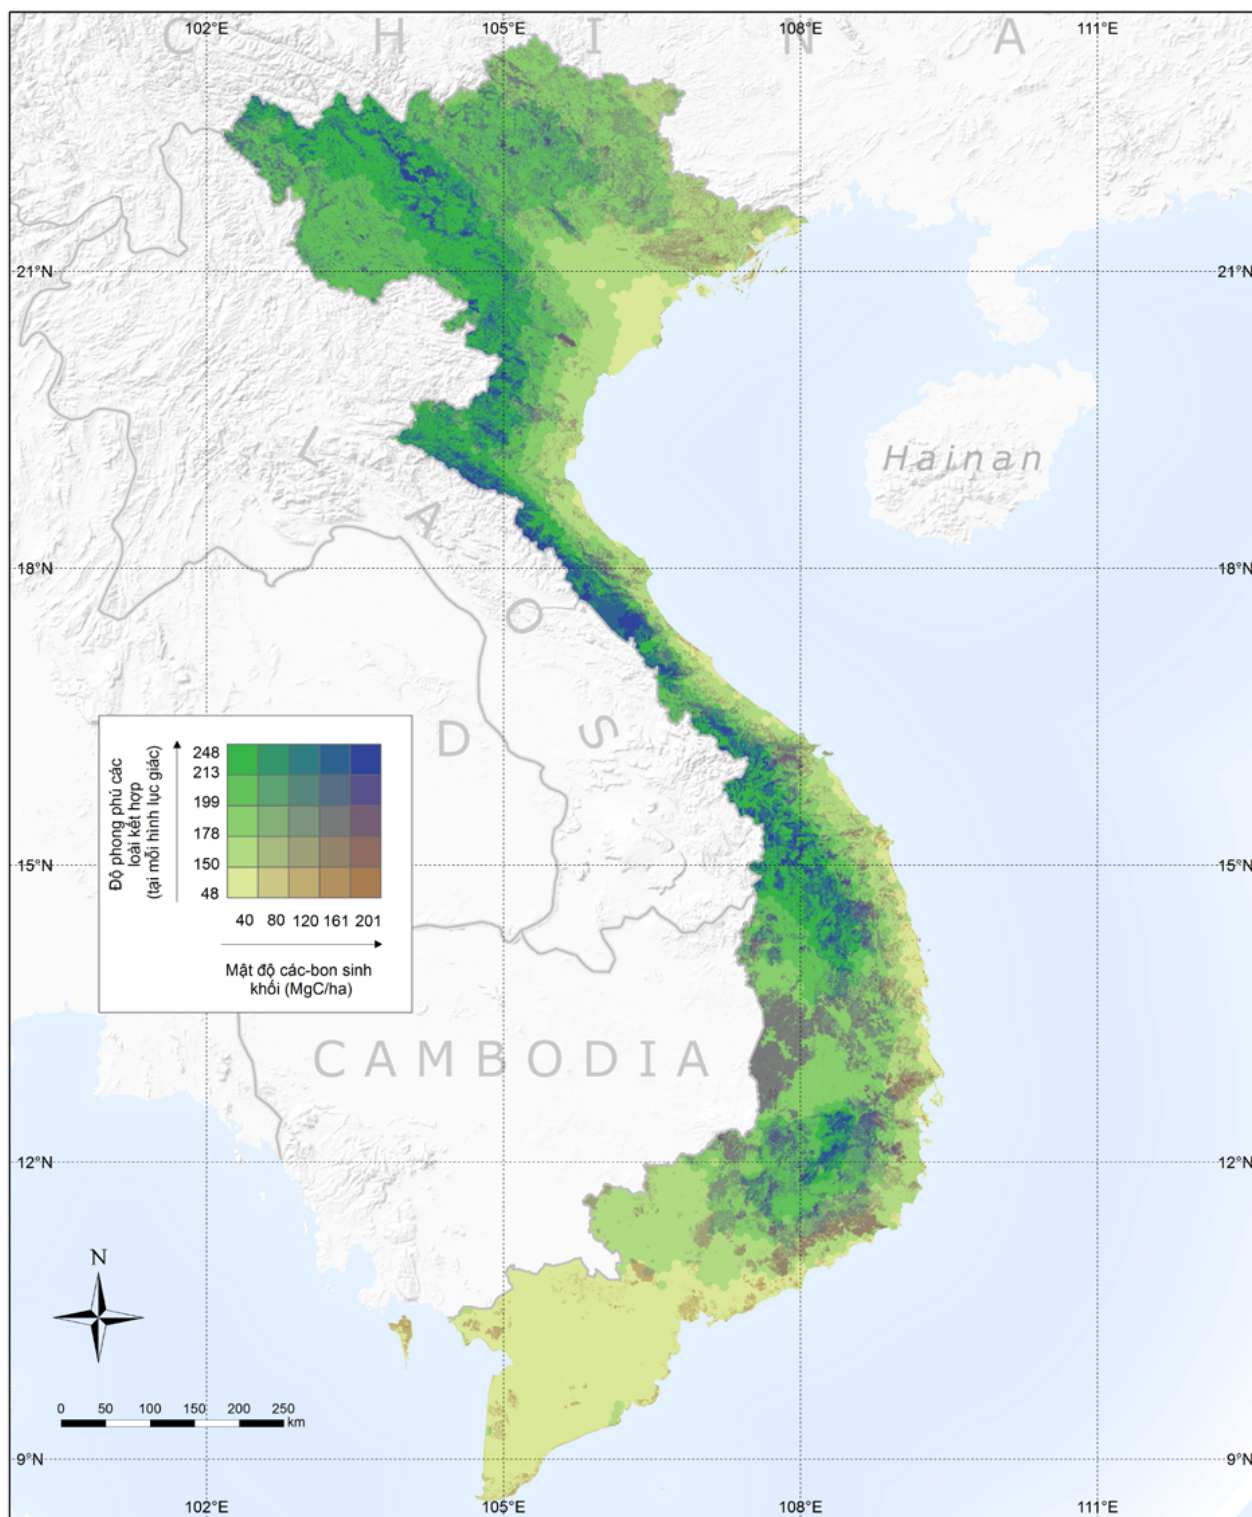 C H I N A
102°E 105°E 108°E 111°E
21°N 21°N
Hainan
L A O S
18°N 18°N
D
Độ phong phú các
loài kết hợp
(tại mỗi hình lục giác)
248
213
199
178
150
48
40 80 120 161 201
Mật độ các-bon sinh
khối (MgC/ha)
15°N 15°N
CAMBODIA
12°N 12°N
N
0 50 100 150 200 250
km
9°N 9°N
102°E 105°E 108°E 111°E